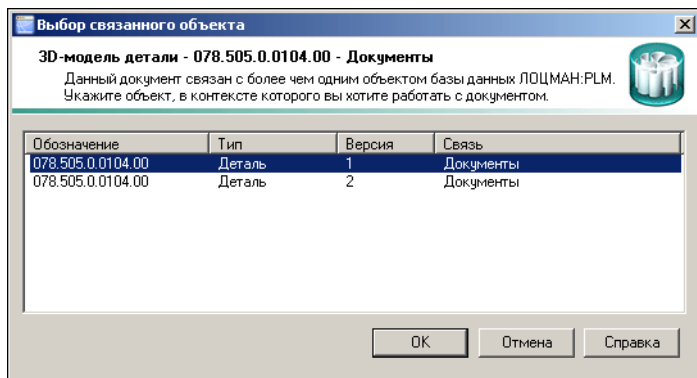 Выбор связанного объекта
3D-модель детали - 078.505.0.0104.00 - Документы
Данный документ связан с более чем одним объектом базы данных ЛОЦМАН:PLM.
Укажите объект, в контексте которого вы хотите работать с документом.
Обозначение Тип Версия Связь
078.505.0.0104.00 Деталь 1 Документы
078.505.0.0104.00 Деталь 2 Документы
OK Отмена Справка